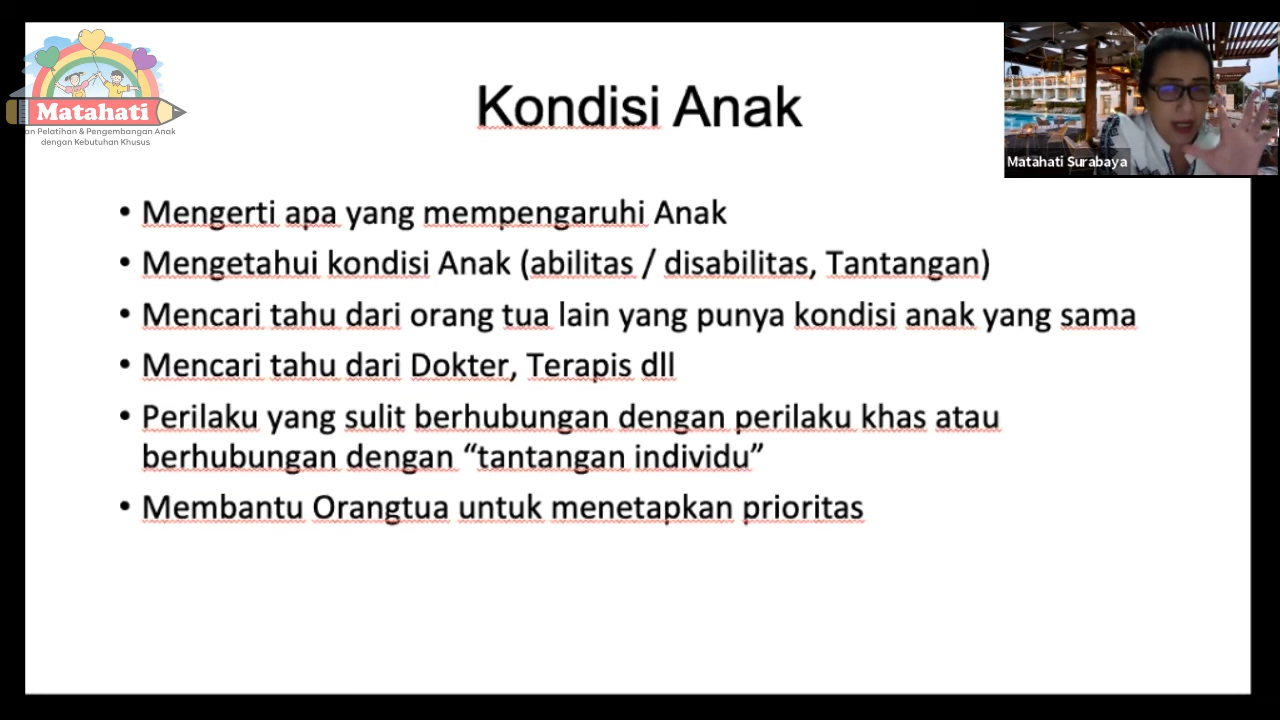 Matahati
an Pelatihan & Pengembangan Anak
dengan Kebutuhan Khusus
Kondisi Anak
Matahati Surabaya
• Mengerti apa yang mempengaruhi Anak
• Mengetahui kondisi Anak (abilitas / disabilitas, Tantangan)
• Mencari tahu dari orang tua lain yang punya kondisi anak yang sama
• Mencari tahu dari Dokter, Terapis dll
• Perilaku yang sulit berhubungan dengan perilaku khas atau
berhubungan dengan “tantangan individu”
• Membantu Orangtua untuk menetapkan prioritas